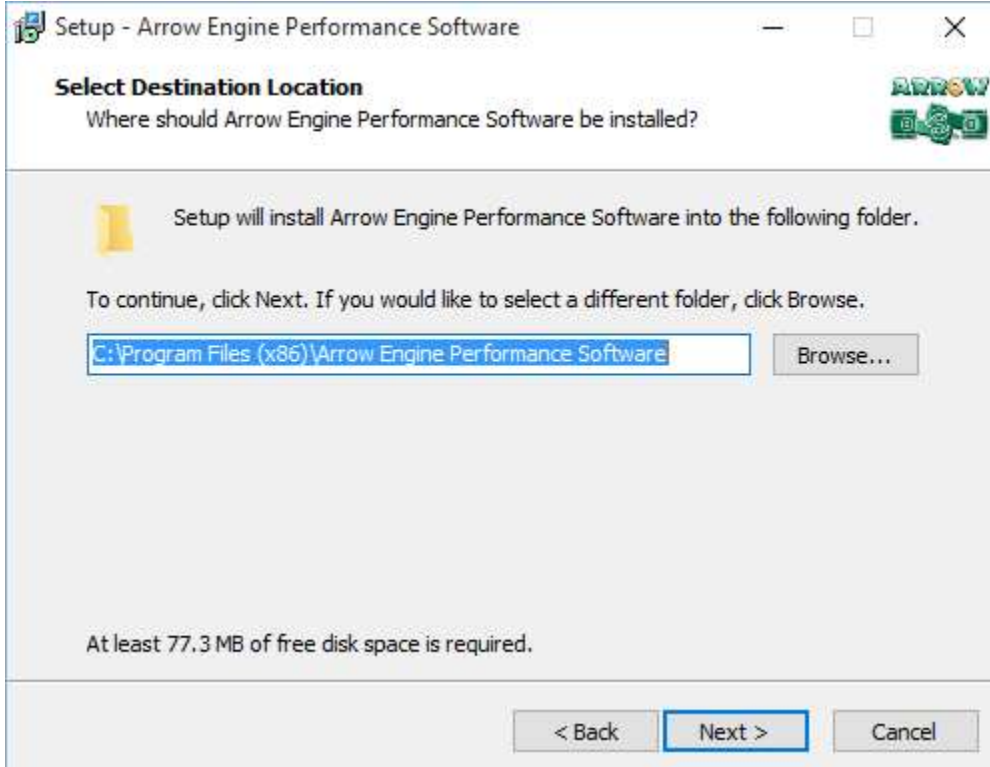 Setup - Arrow Engine Performance Software
Select Destination Location
Where should Arrow Engine Performance Software be installed?
ARROW
Setup will install Arrow Engine Performance Software into the following folder.
To continue, click Next. If you would like to select a different folder, click Browse.
C:\Program Files (x86)\Arrow Engine Performance Software
Browse...
At least 77.3 MB of free disk space is required.
< Back
Next >
Cancel